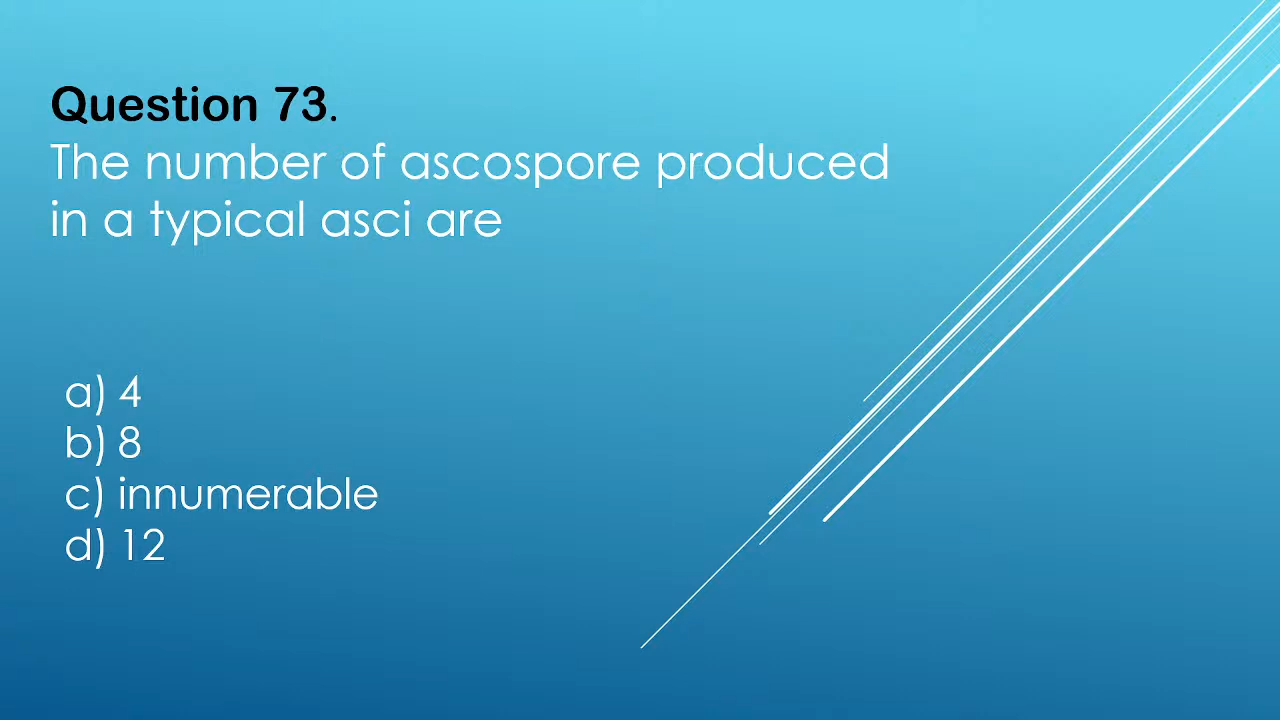 Question 73.
The number of ascospore produced
in a typical asci are
a) 4
b) 8
c) innumerable
d) 12